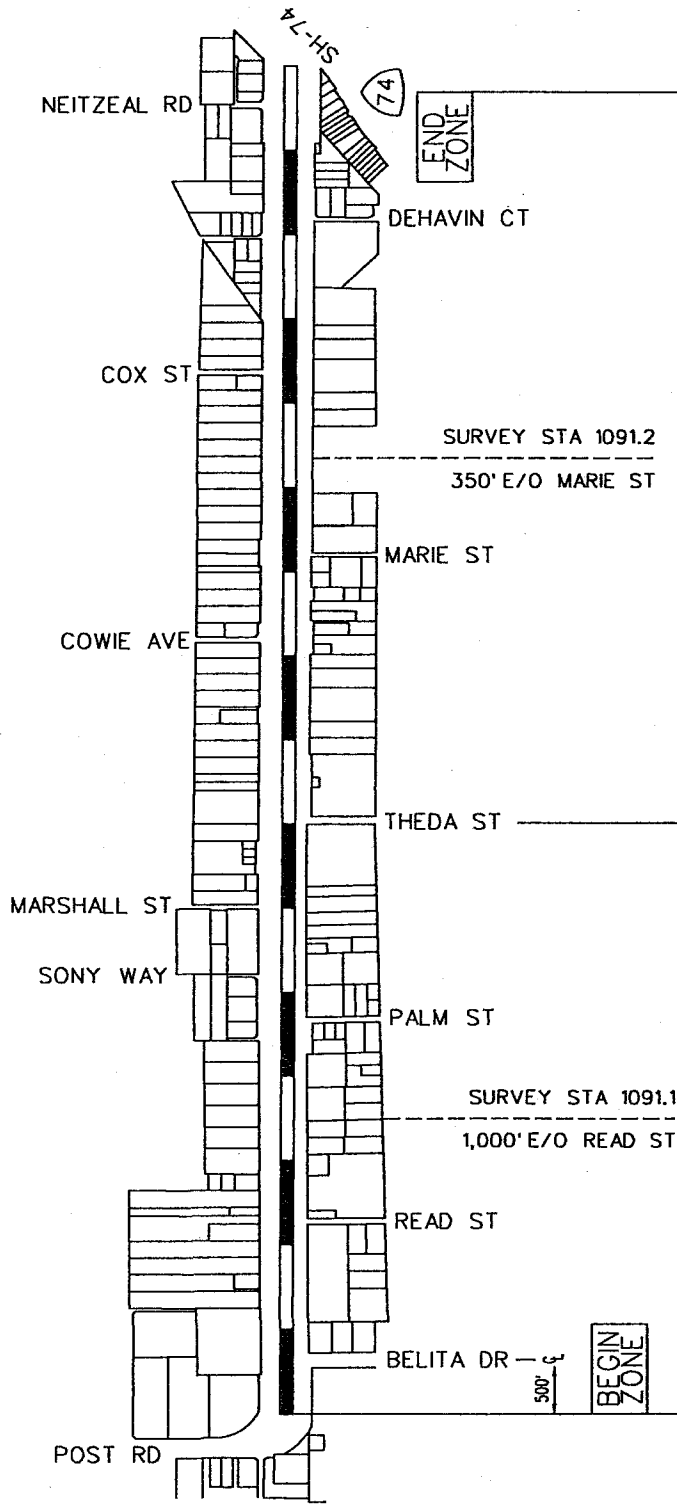 SH-74
74
NEITZEAL RD
END
ZONE
DEHAVIN CT
COX ST
SURVEY STA 1091.2
350' E/O MARIE ST
MARIE ST
COWIE AVE
THEDA ST
MARSHALL ST
SONY WAY
PALM ST
SURVEY STA 1091.1
1,000' E/O READ ST
READ ST
BELITA DR
500'
BEGIN
ZONE
POST RD